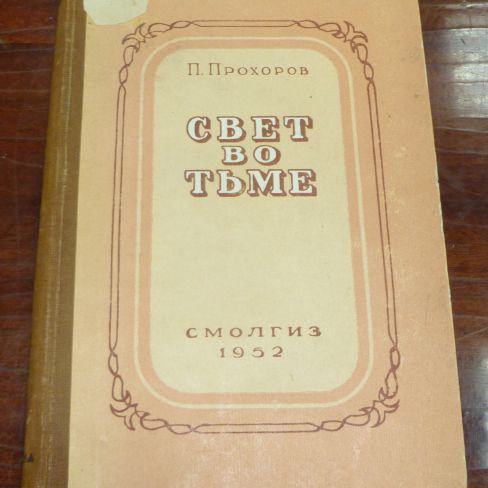 П. Прохоров
СВЕТ
ВО
ТЬМЕ
СМОЛГИЗ
1952